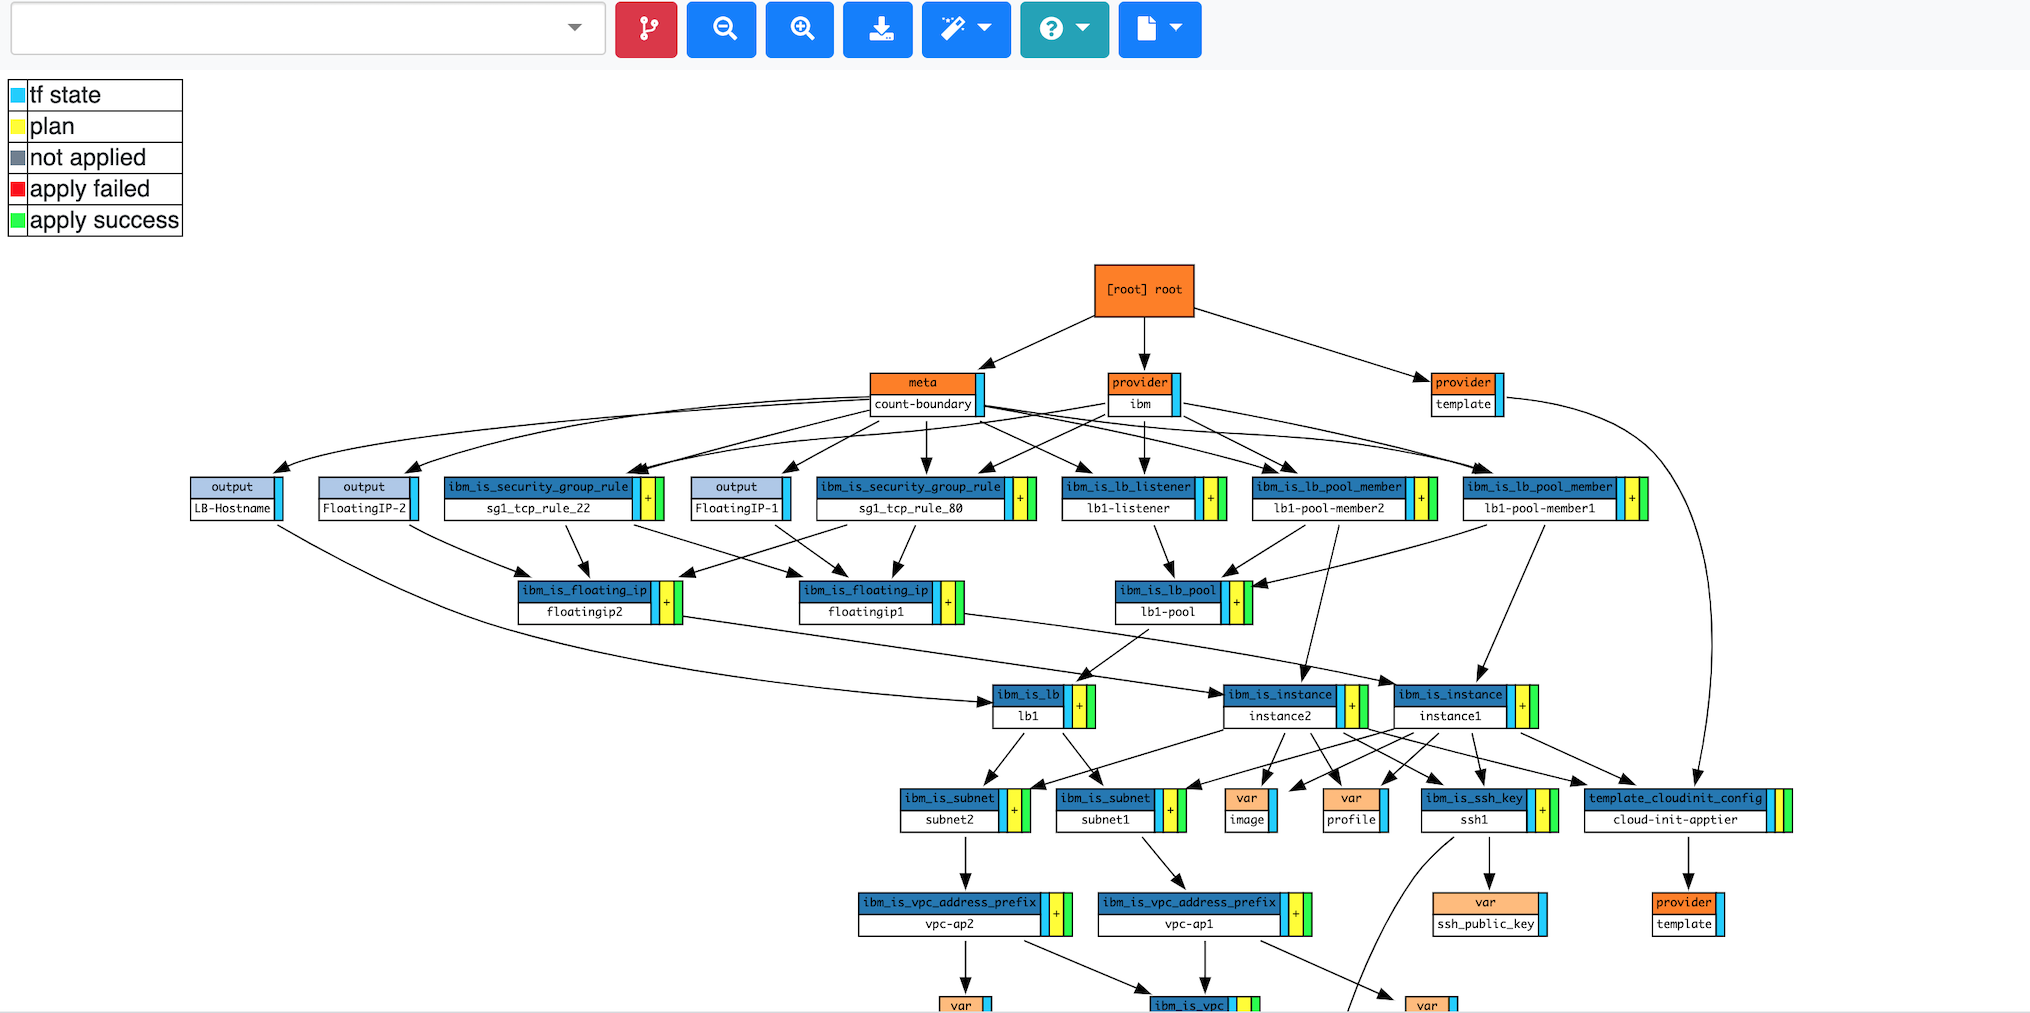 tf state
plan
not applied
apply failed
apply success
[root] root
meta
count-boundary
provider
ibm
provider
template
output
LB-Hostname
output
FloatingIP-2
ibm_is_security_group_rule
+
sg1_tcp_rule_22
output
FloatingIP-1
ibm_is_security_group_rule
+
sg1_tcp_rule_80
ibm_is_lb_listener
+
lb1-listener
ibm_is_lb_pool_member
+
lb1-pool-member2
ibm_is_lb_pool_member
+
lb1-pool-member1
ibm_is_floating_ip
+
floatingip2
ibm_is_floating_ip
+
floatingip1
ibm_is_lb_pool
+
lb1-pool
ibm_is_lb
+
lb1
ibm_is_instance
+
instance2
ibm_is_instance
+
instance1
ibm_is_subnet
+
subnet2
ibm_is_subnet
+
subnet1
var
image
var
profile
ibm_is_ssh_key
+
ssh1
template_cloudinit_config
cloud-init-apptier
ibm_is_vpc_address_prefix
+
vpc-ap2
ibm_is_vpc_address_prefix
+
vpc-ap1
var
ssh_public_key
provider
template
var
ibm_is_vpc
var